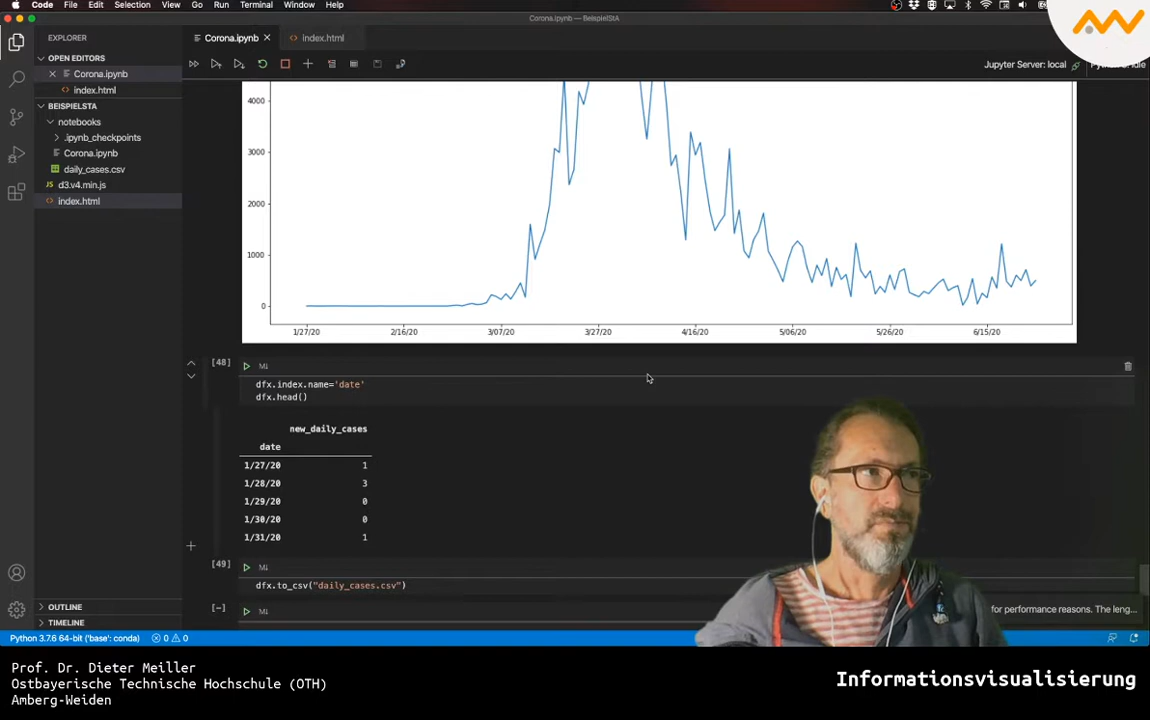 Code File Edit Selection View Go Run Terminal Window Help
Corona.ipynb — BeispielStA
EXPLORER
Corona.ipynb
index.html
OPEN EDITORS
Corona.ipynb
index.html
Jupyter Server: local
Idle
BEISPIELSTA
notebooks
.ipynb_checkpoints
Corona.ipynb
daily_cases.csv
d3.v4.min.js
index.html
4000
3000
2000
1000
0
1/27/20 2/16/20 3/07/20 3/27/20 4/16/20 5/06/20 5/26/20 6/15/20
[48]
M↓
dfx.index.name='date'
dfx.head()
new_daily_cases
date
1/27/20 1
1/28/20 3
1/29/20 0
1/30/20 0
1/31/20 1
[49]
M↓
dfx.to_csv("daily_cases.csv")
[-]
M↓
for performance reasons. The leng...
OUTLINE
TIMELINE
Python 3.7.6 64-bit ('base': conda) 0 0
Prof. Dr. Dieter Meiller
Ostbayerische Technische Hochschule (OTH)
Amberg-Weiden
Informationsvisualisierung